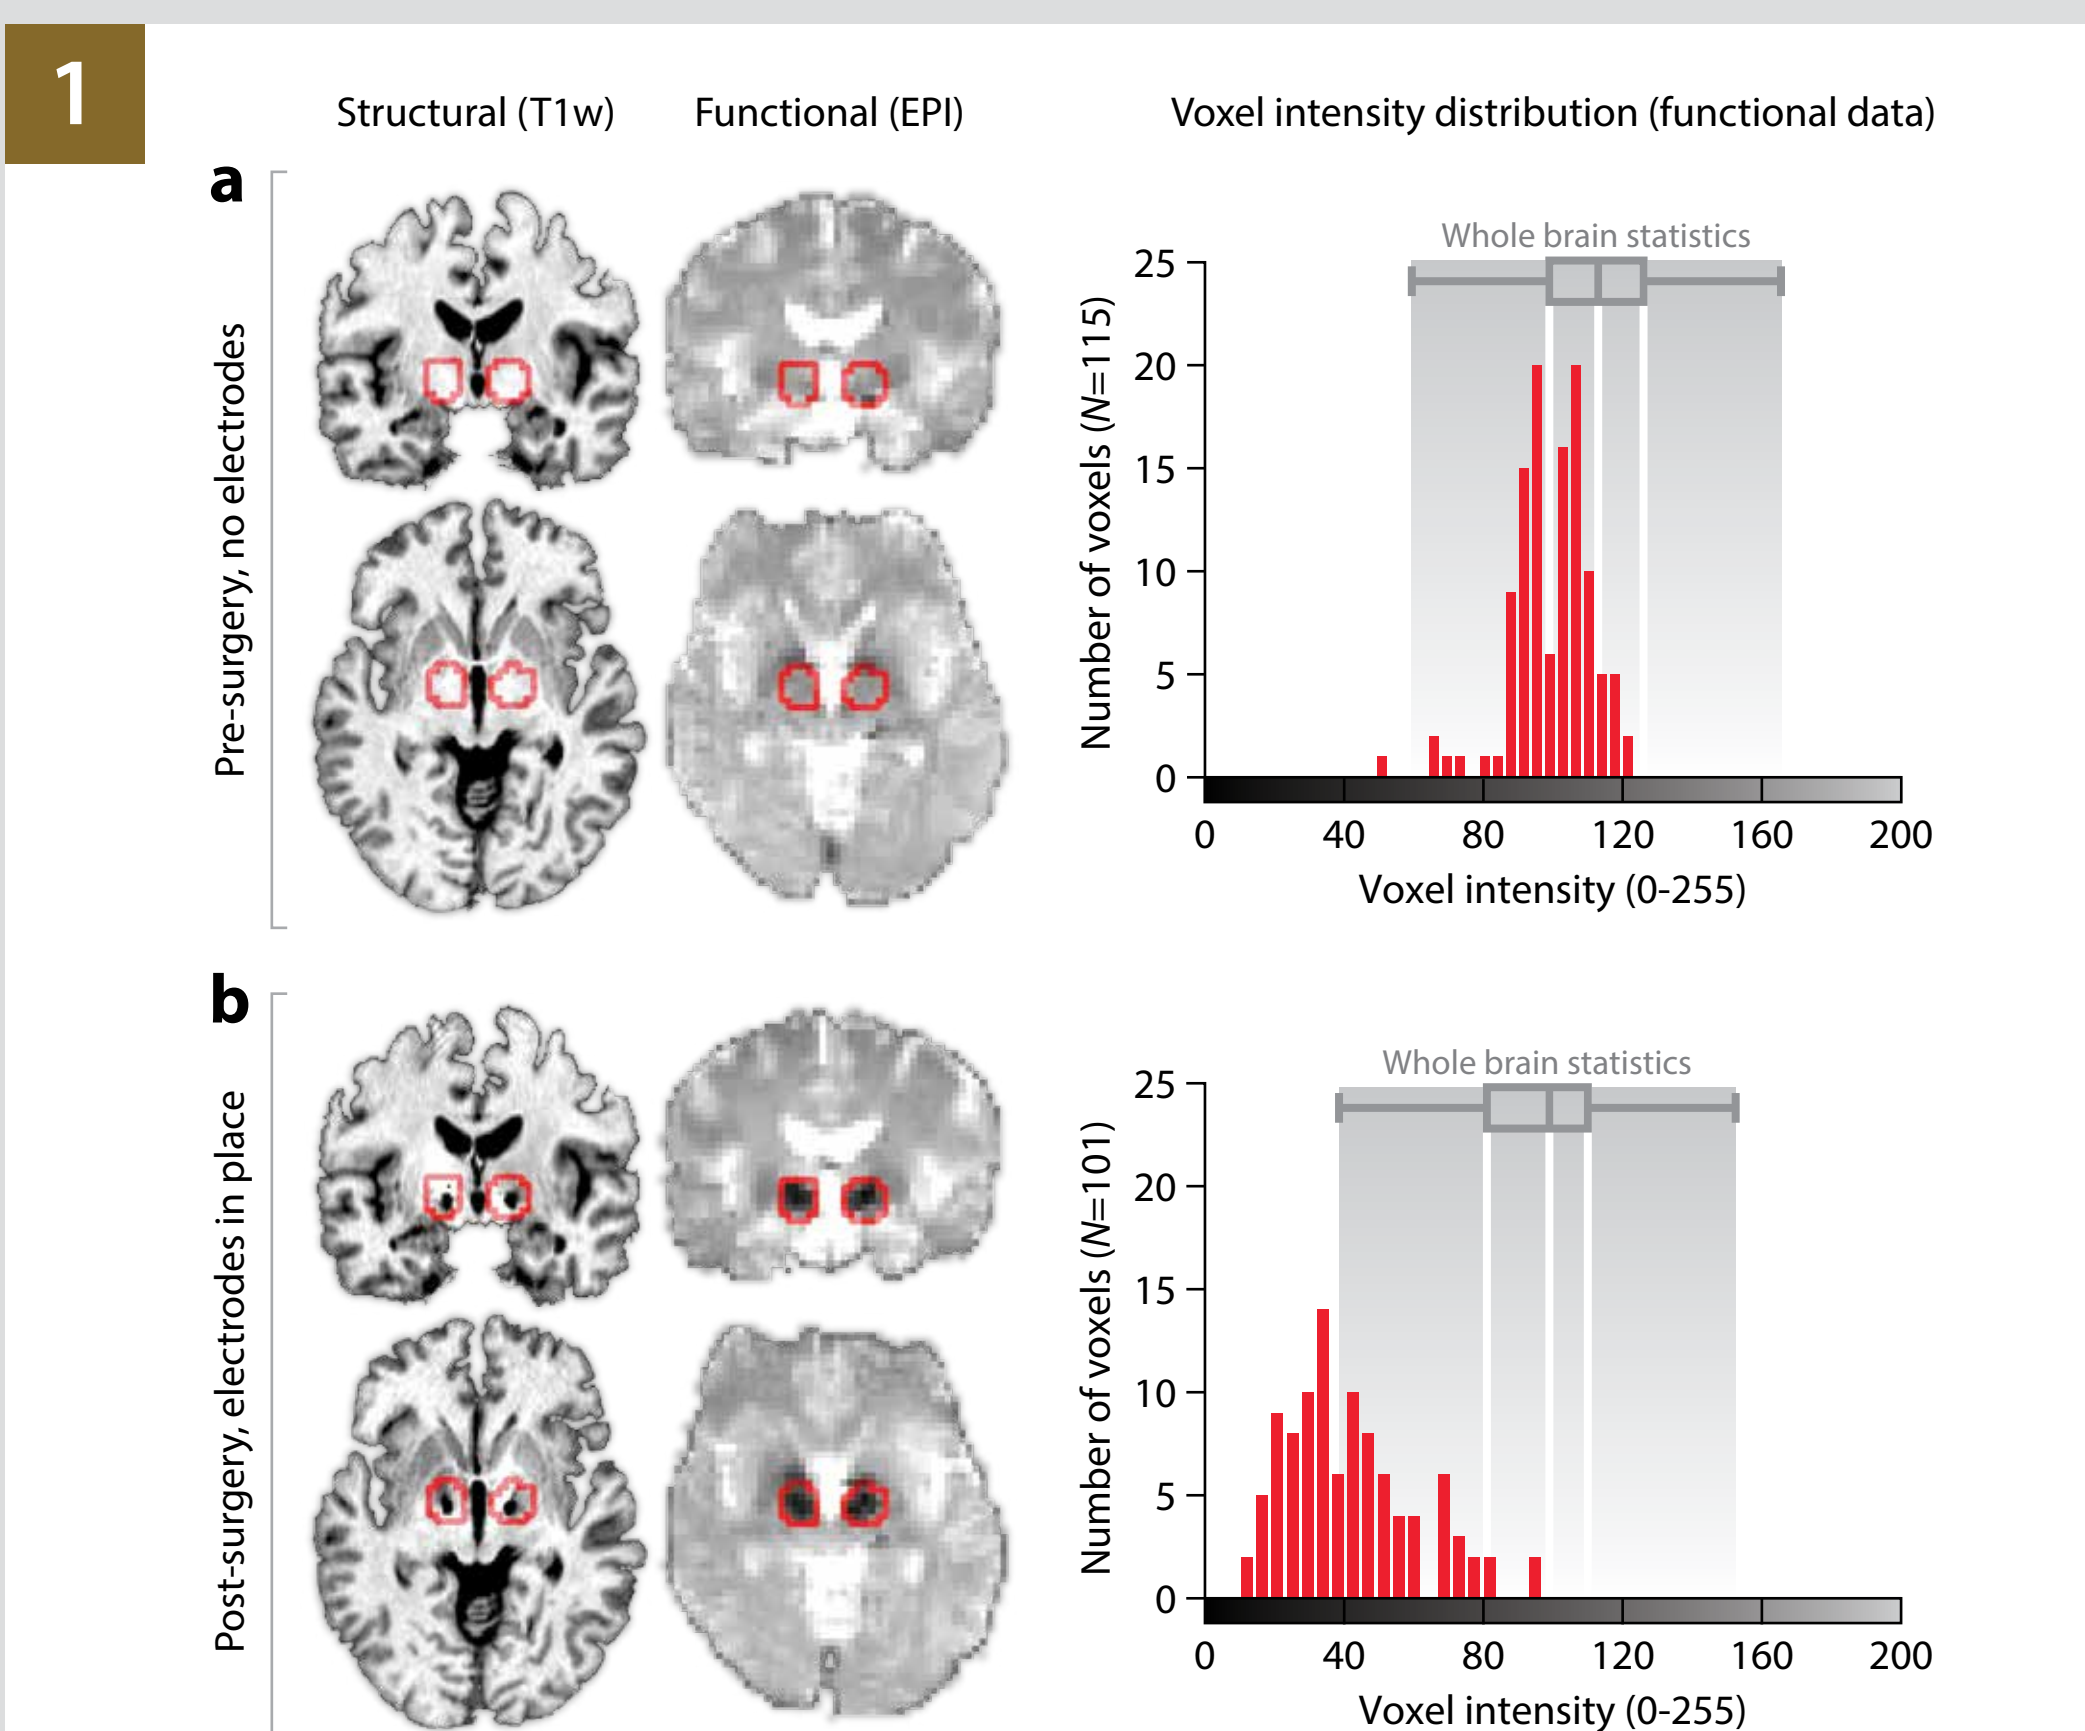 1
Structural (T1w)
Functional (EPI)
Voxel intensity distribution (functional data)
a
Pre-surgery, no electrodes
Whole brain statistics
Number of voxels (N=115)
25
20
15
10
5
0
0 40 80 120 160 200
Voxel intensity (0-255)
b
Post-surgery, electrodes in place
Whole brain statistics
Number of voxels (N=101)
25
20
15
10
5
0
0 40 80 120 160 200
Voxel intensity (0-255)